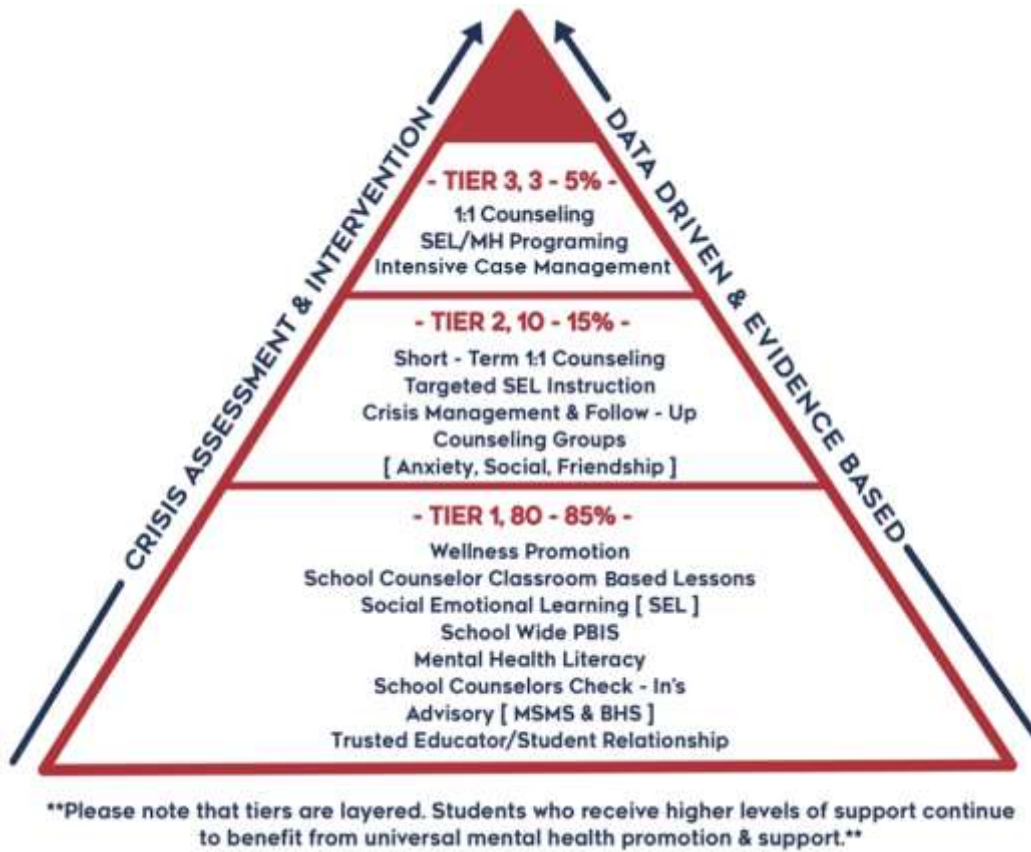 CRISIS ASSESSMENT & INTERVENTION
DATA DRIVEN & EVIDENCE BASED
- TIER 3, 3 - 5% -
1:1 Counseling
SEL/MH Programing
Intensive Case Management
- TIER 2, 10 - 15% -
Short - Term 1:1 Counseling
Targeted SEL Instruction
Crisis Management & Follow - Up
Counseling Groups
[ Anxiety, Social, Friendship ]
- TIER 1, 80 - 85% -
Wellness Promotion
School Counselor Classroom Based Lessons
Social Emotional Learning [ SEL ]
School Wide PBIS
Mental Health Literacy
School Counselors Check - In's
Advisory [ MSMS & BHS ]
Trusted Educator/Student Relationship
**Please note that tiers are layered. Students who receive higher levels of support continue
to benefit from universal mental health promotion & support.**